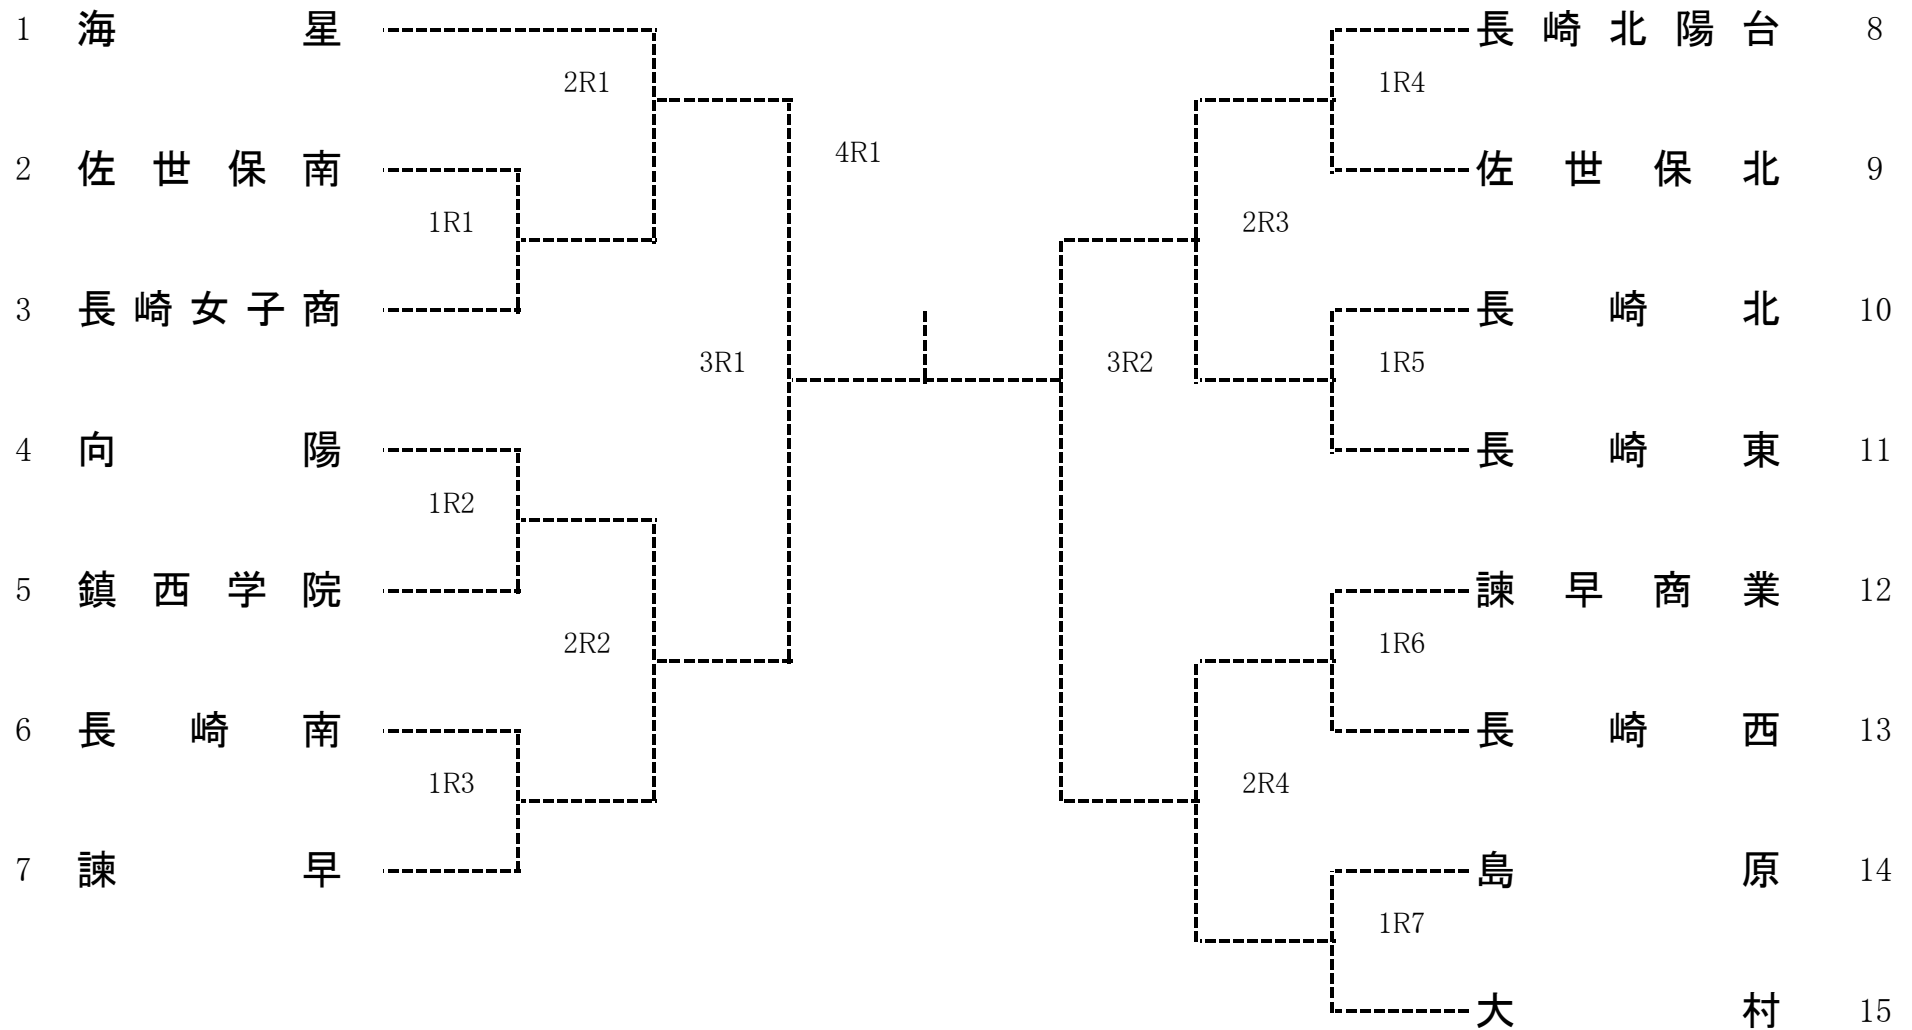 1 海星
長崎北陽台 8
2R1
1R4
4R1
2 佐世保南
佐世保北 9
1R1
2R3
3 長崎女子商
長崎北 10
3R1
3R2
1R5
4 向陽
長崎東 11
1R2
5 鎮西学院
諫早商業 12
2R2
1R6
6 長崎南
長崎西 13
1R3
2R4
7 諫早
島原 14
1R7
大村 15